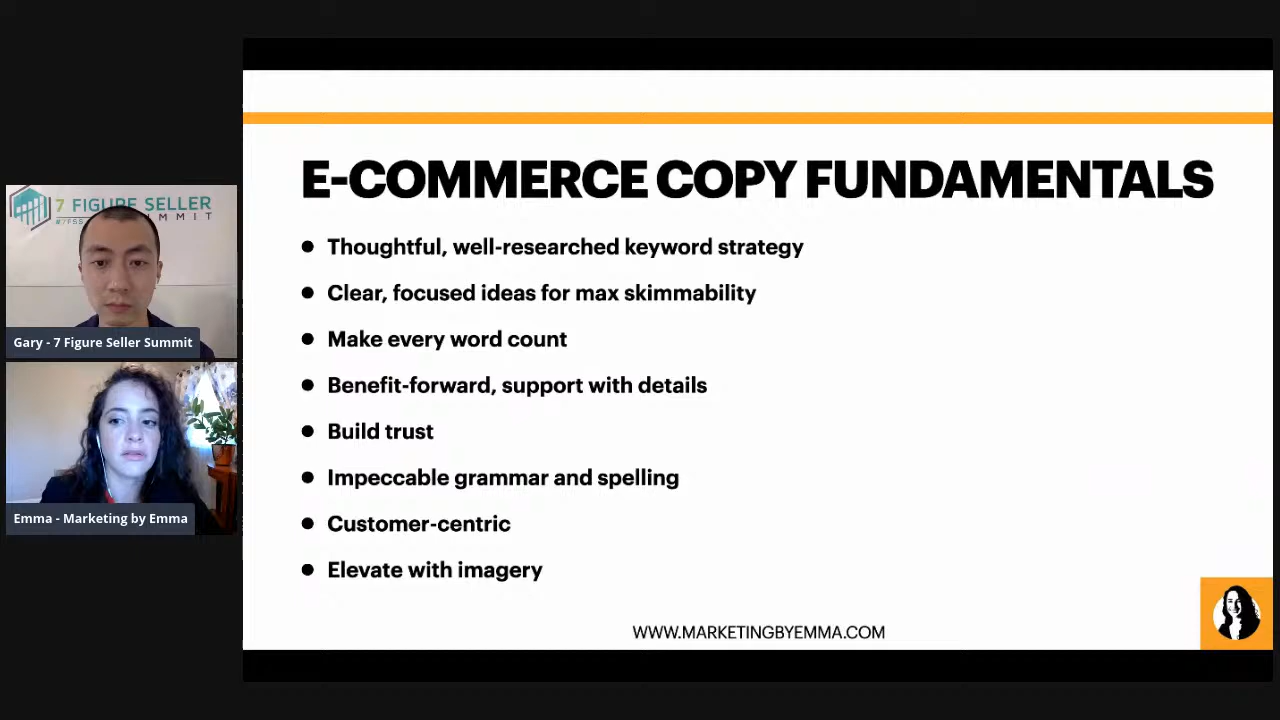 7 FIGURE SELLER
SUMMIT
Gary - 7 Figure Seller Summit
Emma - Marketing by Emma
E-COMMERCE COPY FUNDAMENTALS
● Thoughtful, well-researched keyword strategy
● Clear, focused ideas for max skimmability
● Make every word count
● Benefit-forward, support with details
● Build trust
● Impeccable grammar and spelling
● Customer-centric
● Elevate with imagery
WWW.MARKETINGBYEMMA.COM